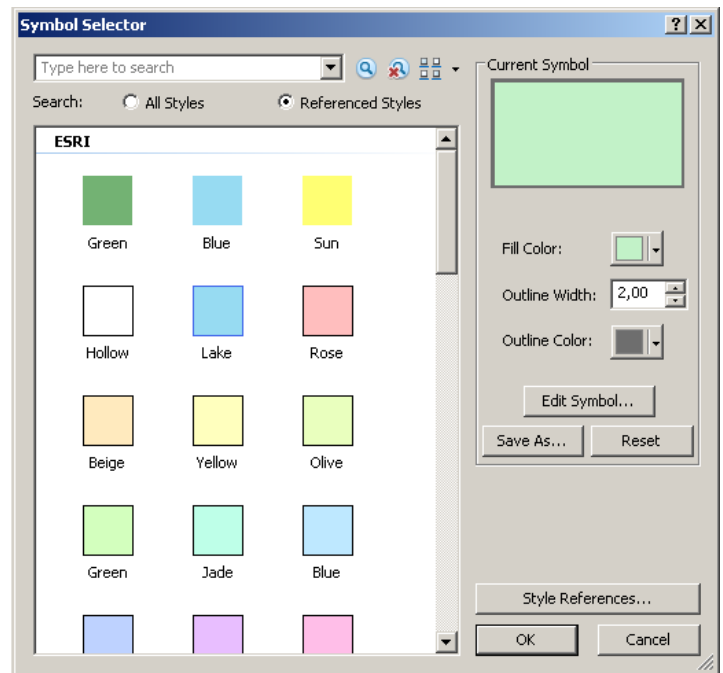 Symbol Selector
Type here to search
Search: All Styles Referenced Styles
ESRI
Green Blue Sun
Hollow Lake Rose
Beige Yellow Olive
Green Jade Blue
Current Symbol
Fill Color:
Outline Width: 2,00
Outline Color:
Edit Symbol...
Save As... Reset
Style References...
OK Cancel